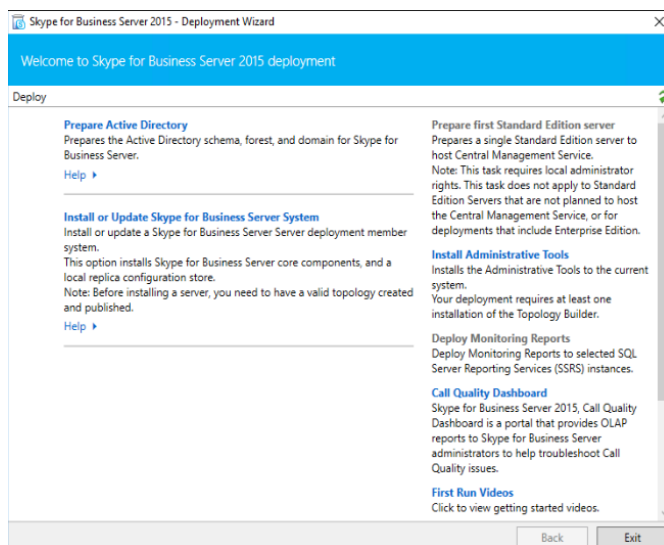 Skype for Business Server 2015 - Deployment Wizard
Welcome to Skype for Business Server 2015 deployment
Deploy
Prepare Active Directory
Prepares the Active Directory schema, forest, and domain for Skype for
Business Server.
Help
Install or Update Skype for Business Server System
Install or update a Skype for Business Server Server deployment member
system.
This option installs Skype for Business Server core components, and a
local replica configuration store.
Note: Before installing a server, you need to have a valid topology created
and published.
Help
Prepare first Standard Edition server
Prepares a single Standard Edition server to
host Central Management Service.
Note: This task requires local administrator
rights. This task does not apply to Standard
Edition Servers that are not planned to host
the Central Management Service, or for
deployments that include Enterprise Edition.
Install Administrative Tools
Installs the Administrative Tools to the current
system.
Your deployment requires at least one
installation of the Topology Builder.
Deploy Monitoring Reports
Deploy Monitoring Reports to selected SQL
Server Reporting Services (SSRS) instances.
Call Quality Dashboard
Skype for Business Server 2015, Call Quality
Dashboard is a portal that provides OLAP
reports to Skype for Business Server
administrators to help troubleshoot Call
Quality issues.
First Run Videos
Click to view getting started videos.
Back
Exit